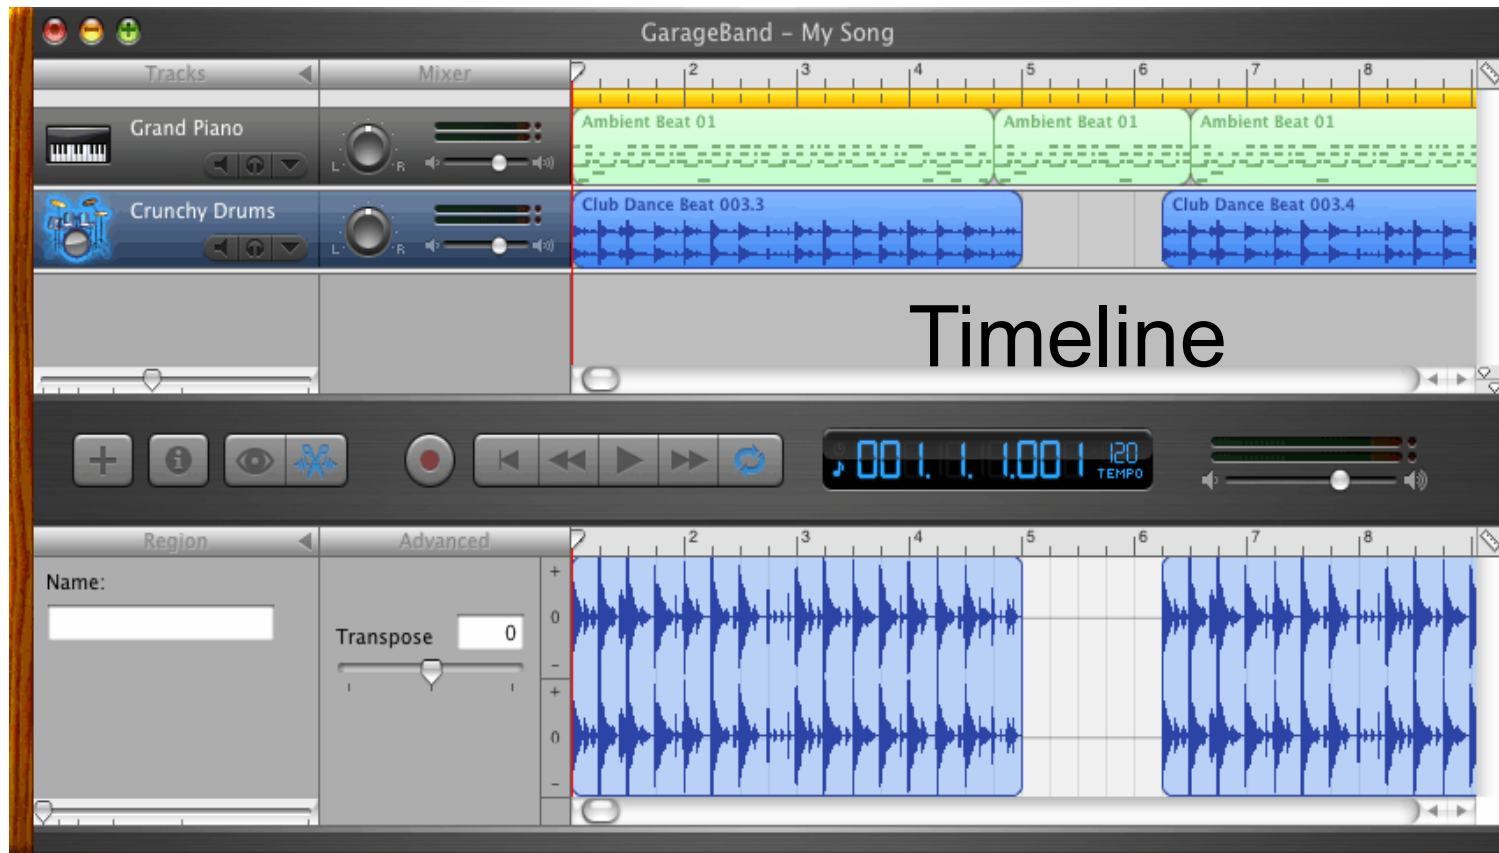 GarageBand – My Song
Tracks Mixer 2 3 4 5 6 7 8
Grand Piano
L R
Ambient Beat 01 Ambient Beat 01 Ambient Beat 01
Crunchy Drums
L R
Club Dance Beat 003.3 Club Dance Beat 003.4
Timeline
001. 1. 1.001 120
TEMPO
Region Advanced 2 3 4 5 6 7 8
Name:
Transpose 0
+
0
–
+
0
–